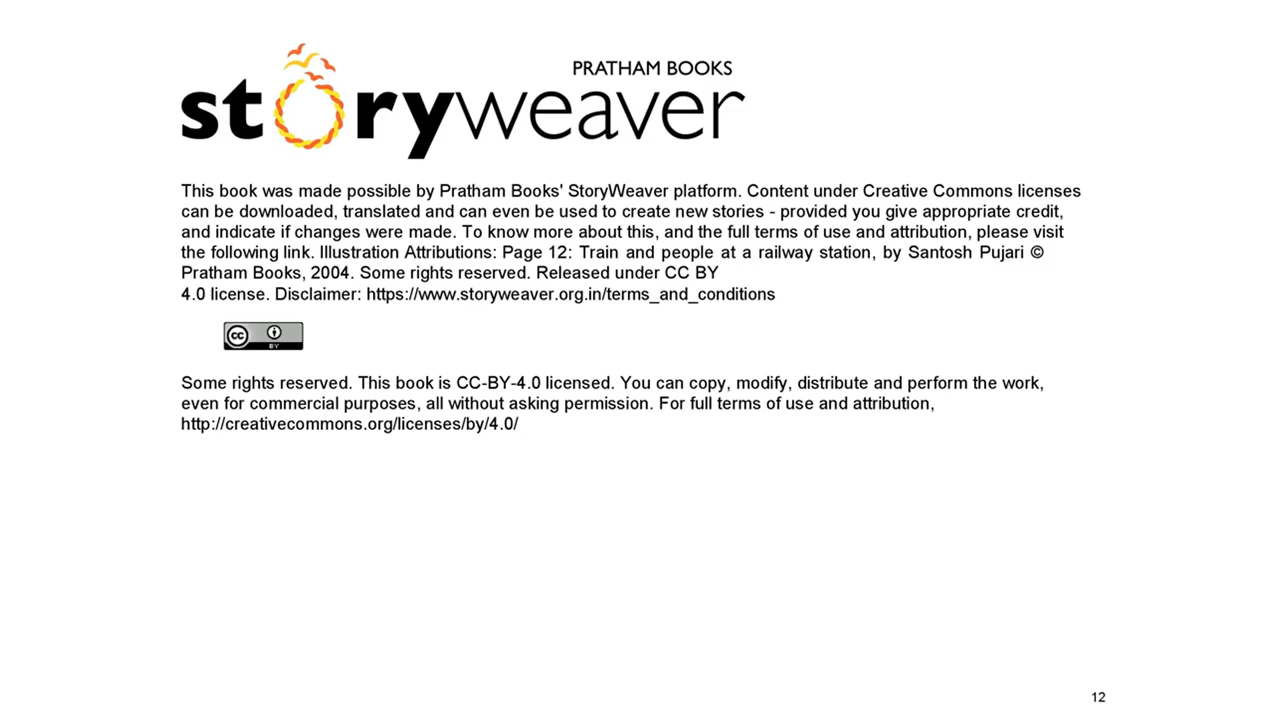 PRATHAM BOOKS
storyweaver
This book was made possible by Pratham Books' StoryWeaver platform. Content under Creative Commons licenses
can be downloaded, translated and can even be used to create new stories - provided you give appropriate credit,
and indicate if changes were made. To know more about this, and the full terms of use and attribution, please visit
the following link. Illustration Attributions: Page 12: Train and people at a railway station, by Santosh Pujari ©
Pratham Books, 2004. Some rights reserved. Released under CC BY
4.0 license. Disclaimer: https://www.storyweaver.org.in/terms_and_conditions
cc
BY
Some rights reserved. This book is CC-BY-4.0 licensed. You can copy, modify, distribute and perform the work,
even for commercial purposes, all without asking permission. For full terms of use and attribution,
http://creativecommons.org/licenses/by/4.0/
12